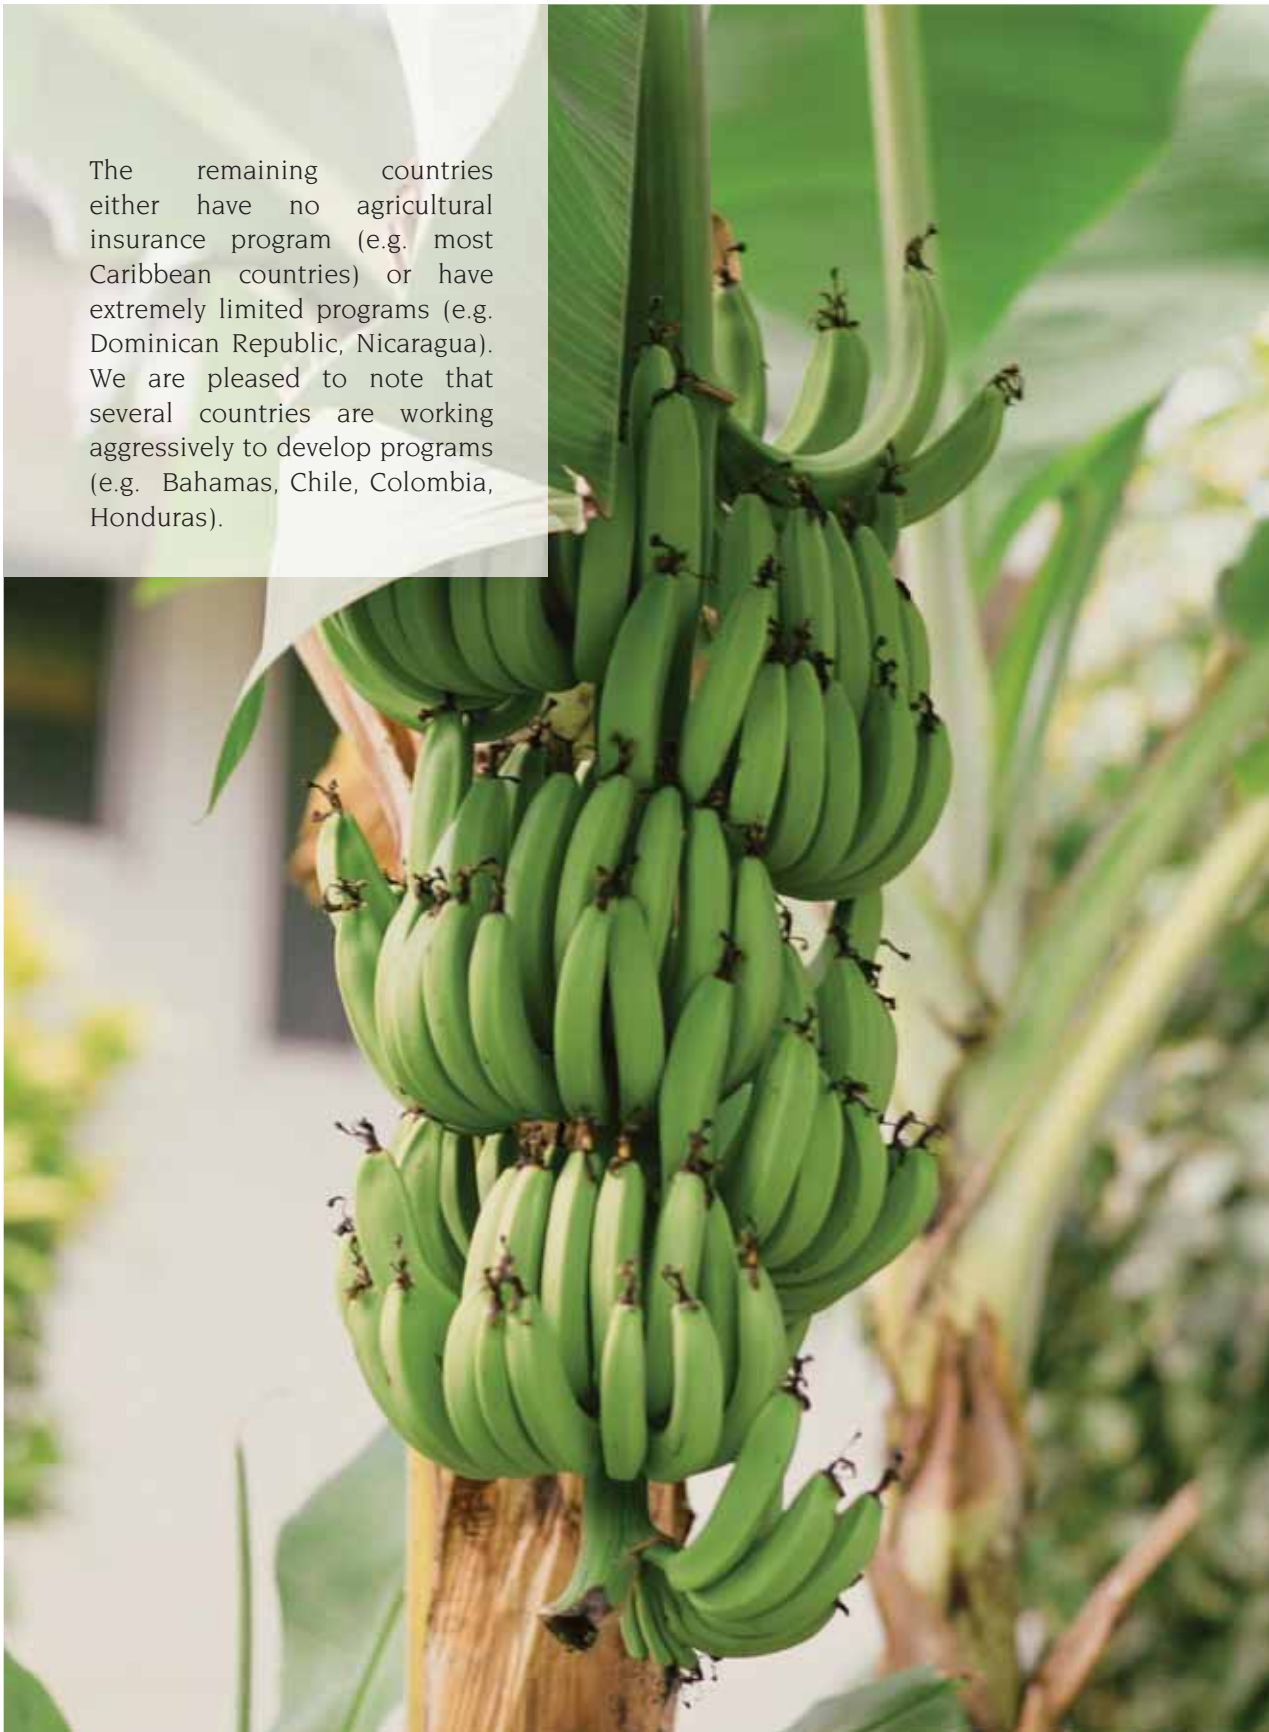 The remaining countries
either have no agricultural
insurance program (e.g. most
Caribbean countries) or have
extremely limited programs (e.g.
Dominican Republic, Nicaragua).
We are pleased to note that
several countries are working
aggressively to develop programs
(e.g. Bahamas, Chile, Colombia,
Honduras).